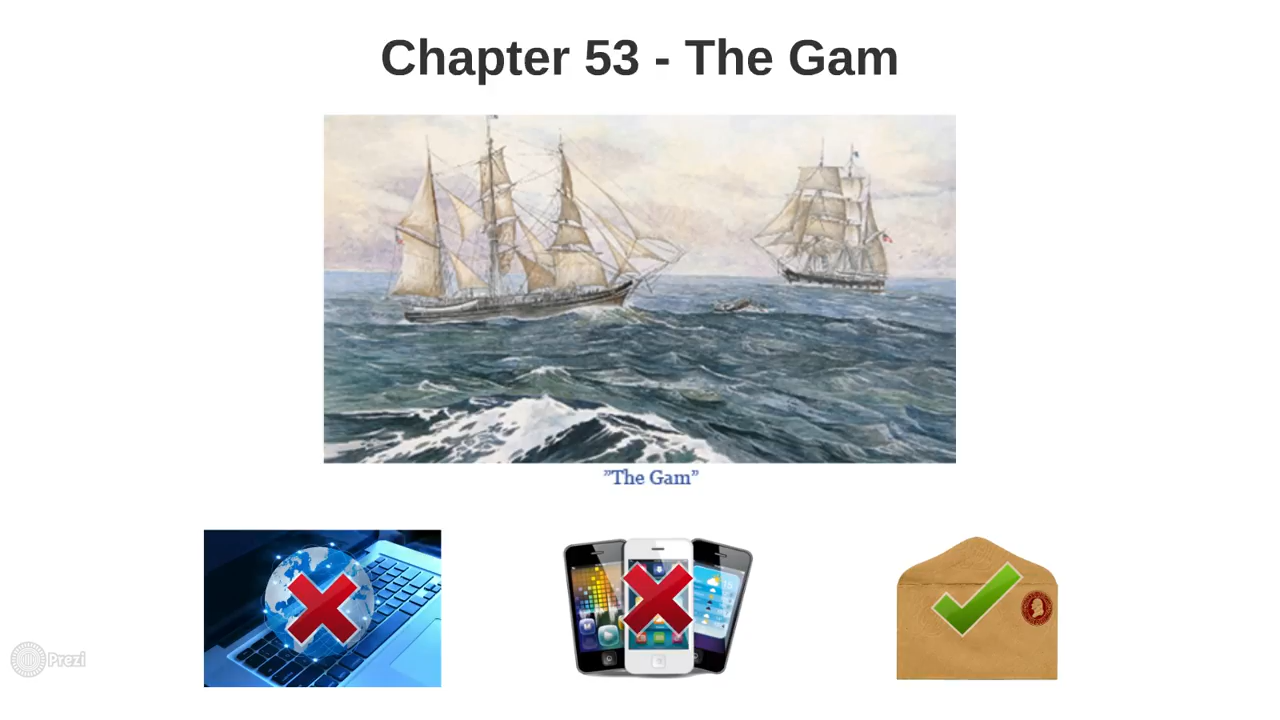 Chapter 53 - The Gam
”The Gam”
Prezi